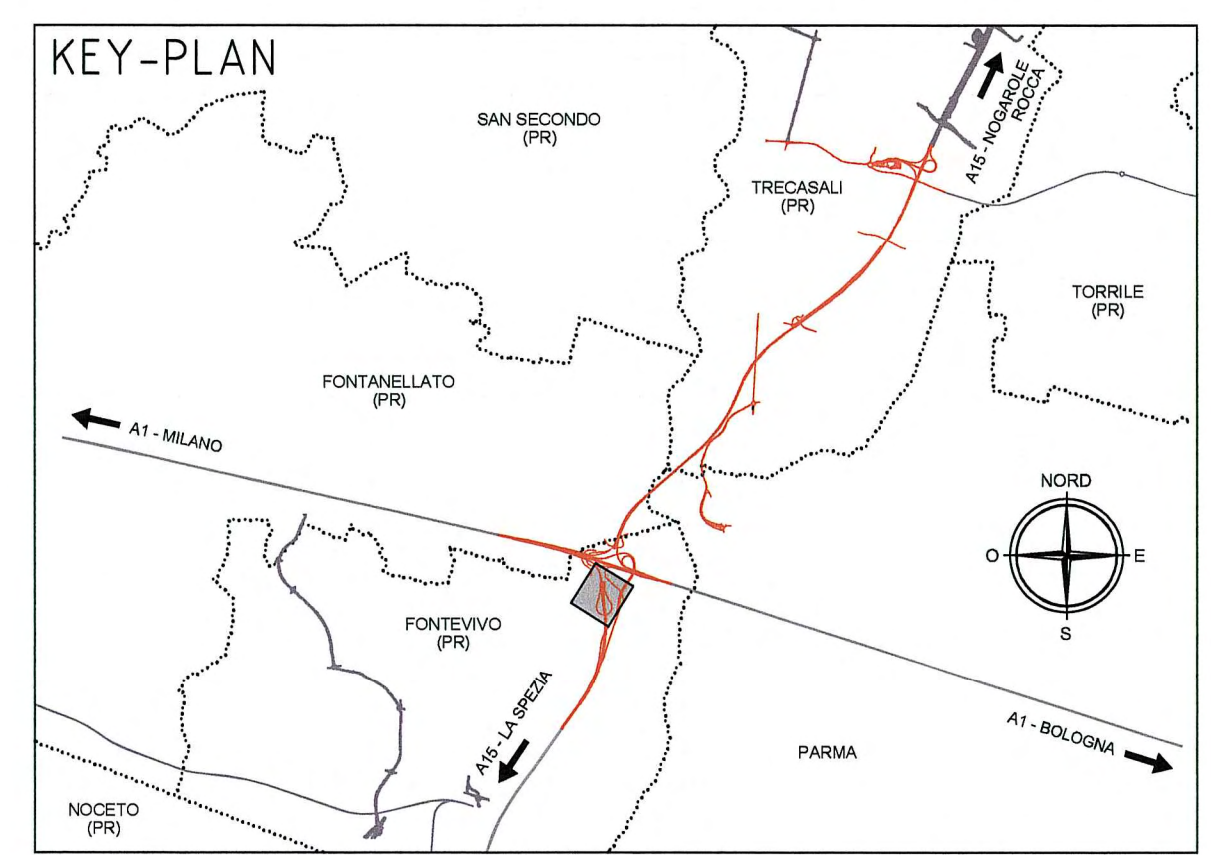 KEY-PLAN
SAN SECONDO
(PR)
A15 - NOGAROLE
ROCCA
TRECASALI
(PR)
TORRILE
(PR)
FONTANELLATO
(PR)
A1 - MILANO
NORD
O
E
S
FONTEVIVO
(PR)
A15 - LA SPEZIA
A1 - BOLOGNA
PARMA
NOCETO
(PR)